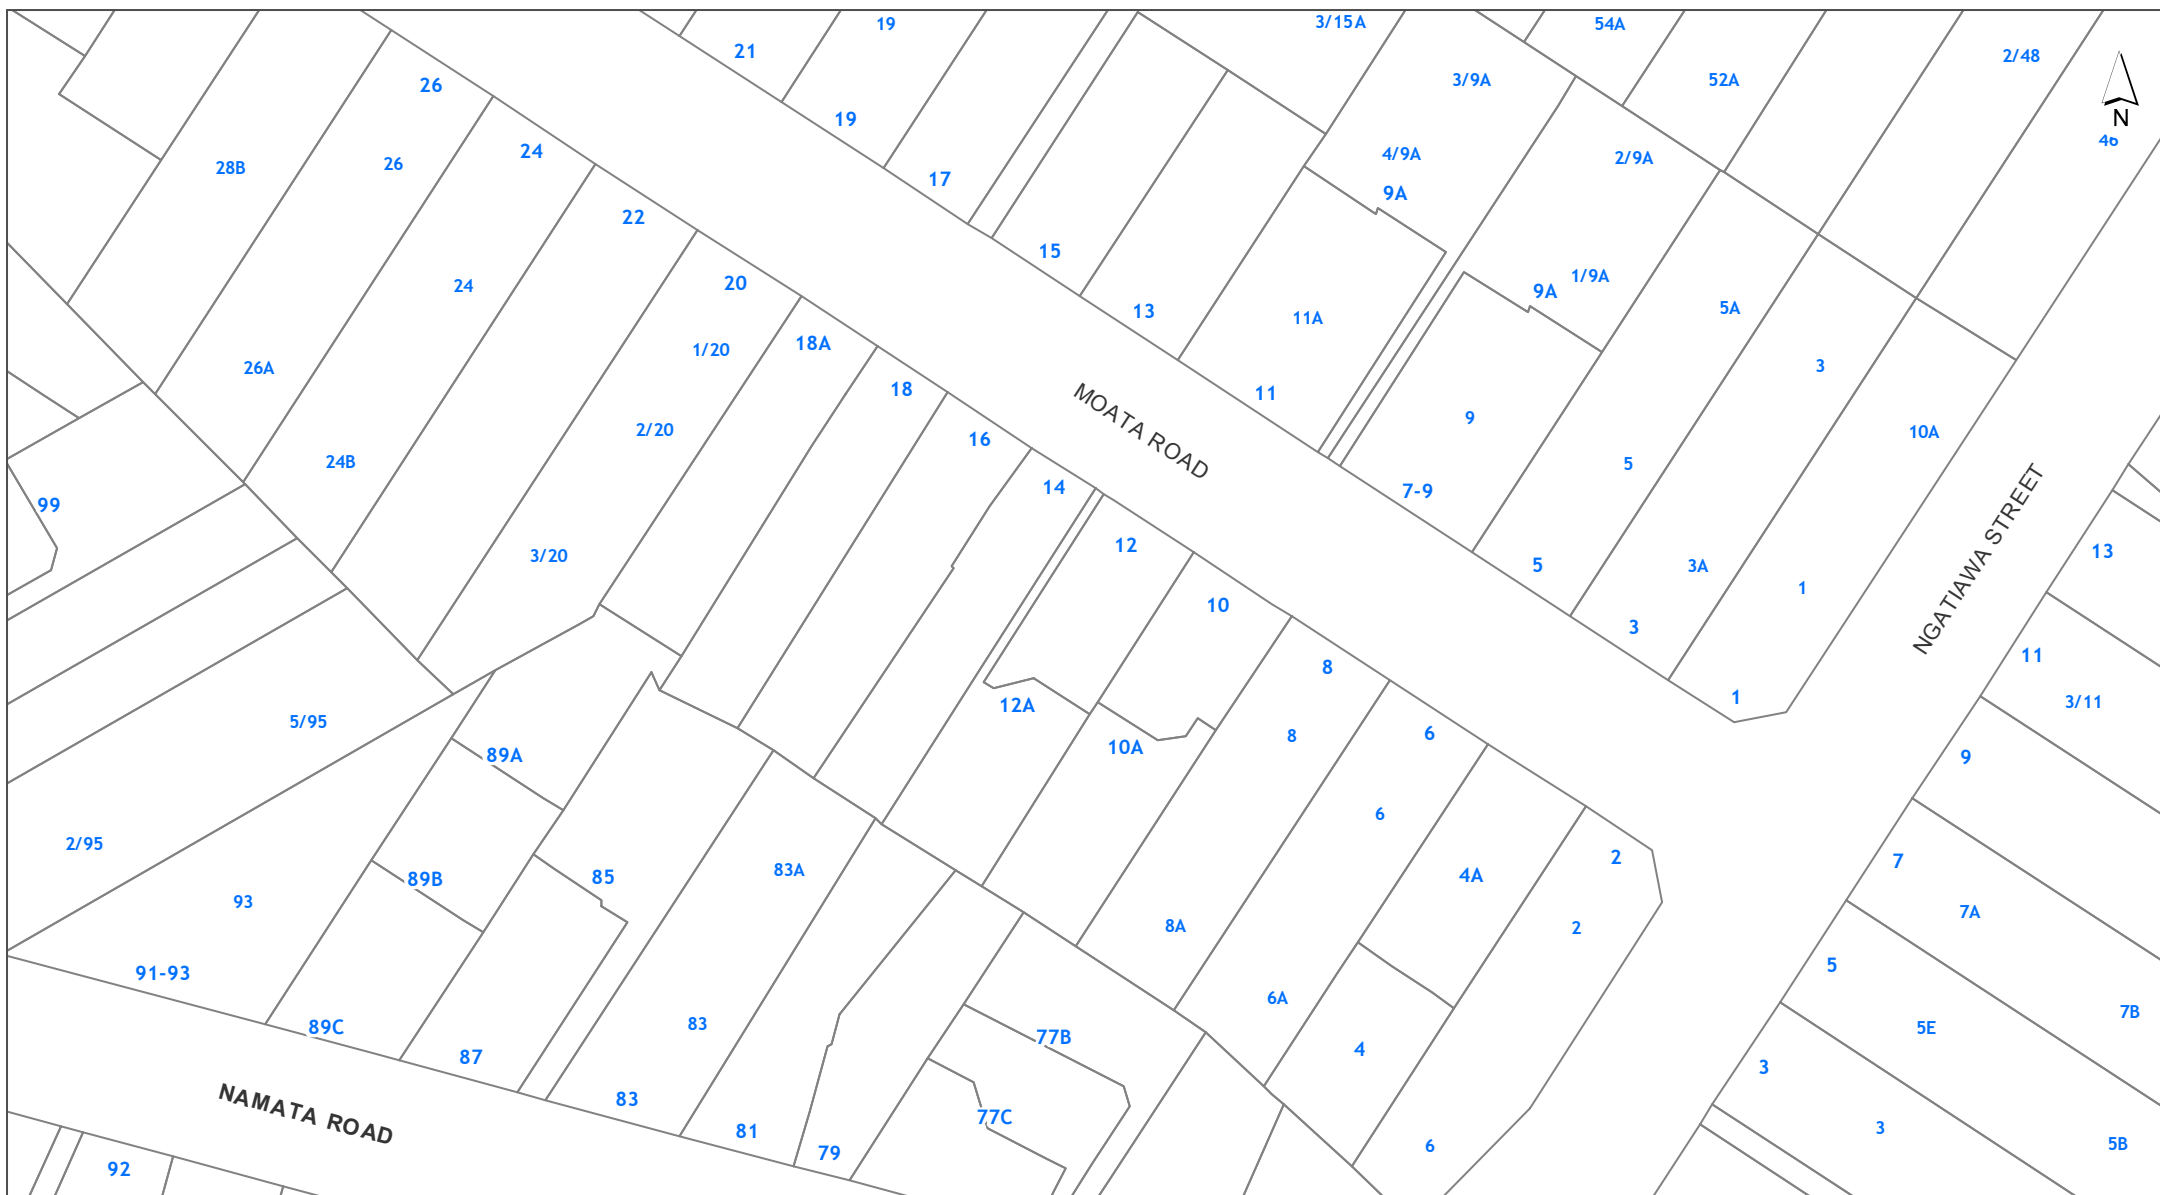 19
3/15A
54A
21
2/48
3/9A
52A
26
N
46
19
24
4/9A
2/9A
26
28B
17
9A
22
15
1/9A
20
24
9A
5A
13
11A
18A
1/20
3
26A
18
11
MOATA ROAD
9
2/20
10A
16
24B
5
14
7-9
99
NGATIAWA STREET
12
13
3/20
5
3A
1
10
3
11
8
1
3/11
12A
5/95
6
8
10A
89A
9
6
2/95
2
7
83A
4A
85
89B
93
7A
8A
2
5
91-93
6A
7B
83
89C
5E
77B
4
87
3
83
NAMATA ROAD
77C
3
81
5B
6
79
92